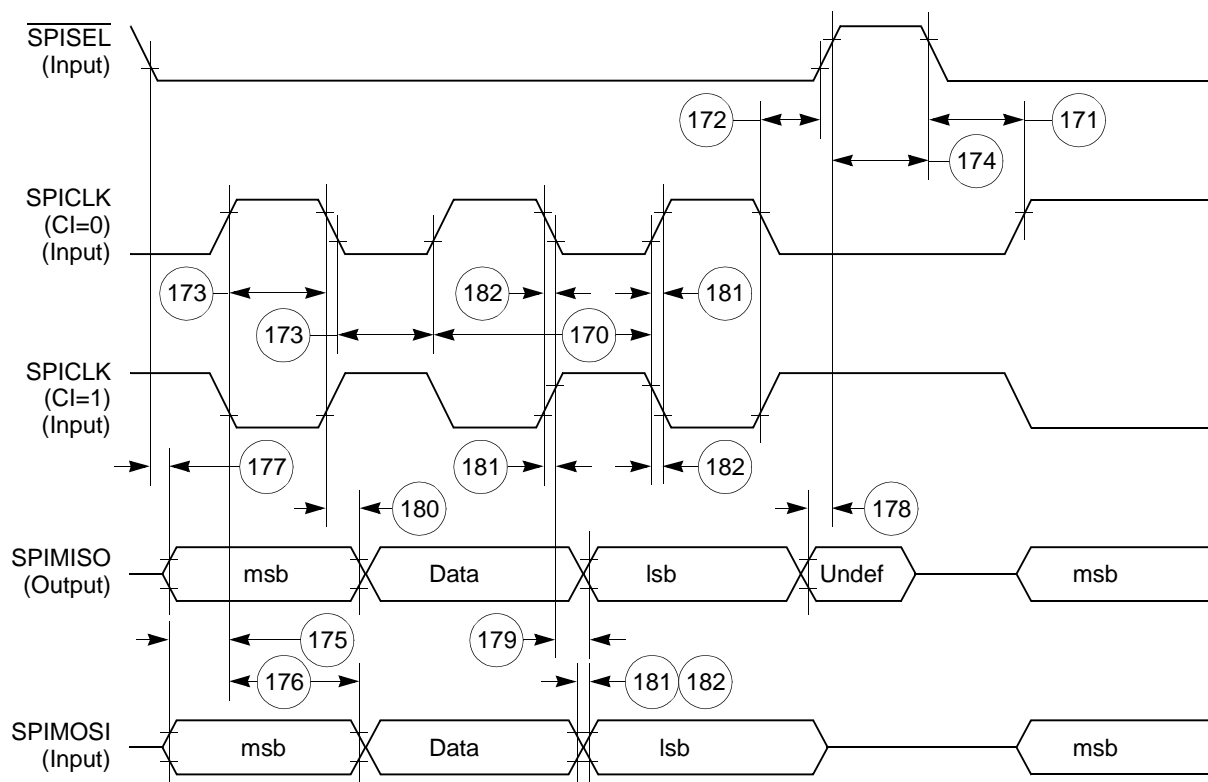 SPISEL
(Input)
172
171
174
SPICLK
(CI=0)
(Input)
173
182
181
173
170
SPICLK
(CI=1)
(Input)
177
181
182
180
178
SPIMISO
(Output)
msb
Data
lsb
Undef
msb
175
179
176
181
182
SPIMOSI
(Input)
msb
Data
lsb
msb